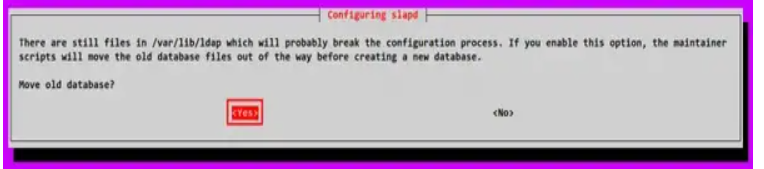 Configuring slapd
There are still files in /var/lib/ldap which will probably break the configuration process. If you enable this option, the maintainer
scripts will move the old database files out of the way before creating a new database.
Move old database?
<Yes> <No>